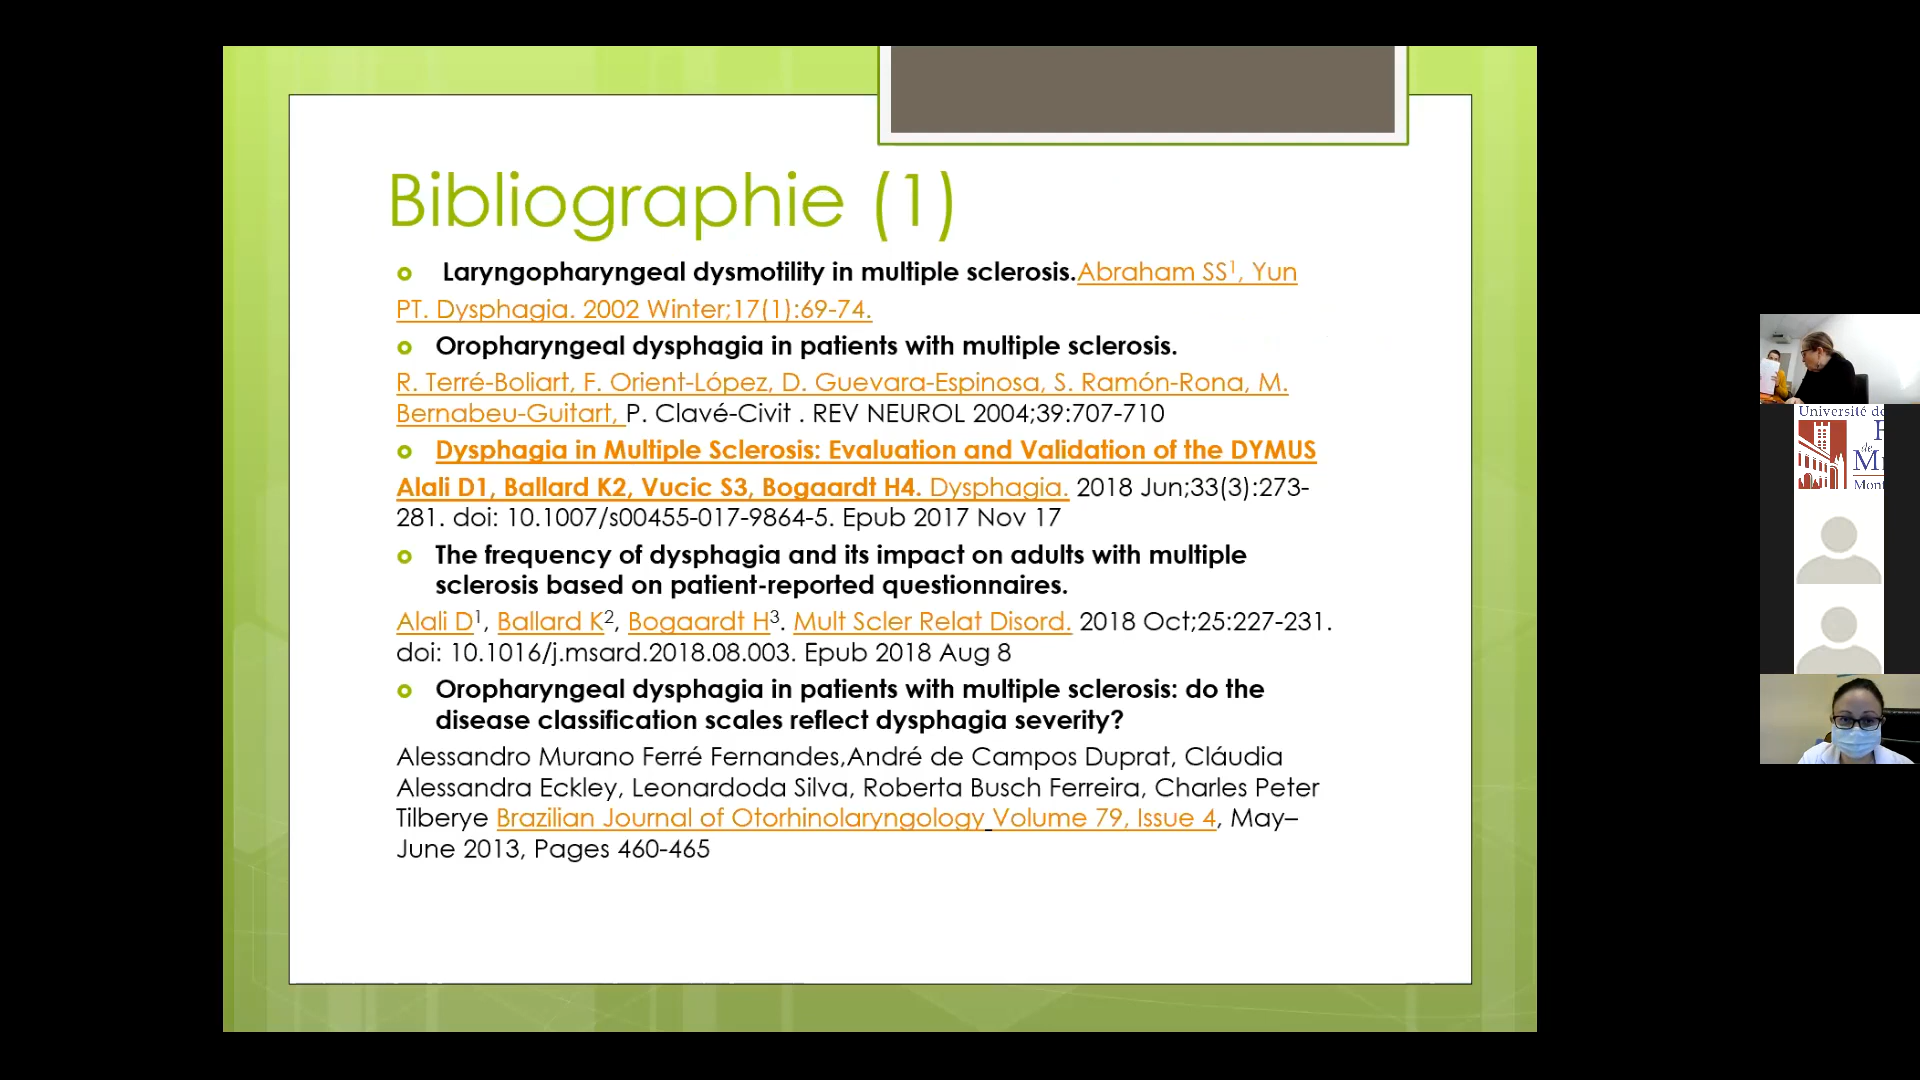 Bibliographie (1)
Laryngopharyngeal dysmotility in multiple sclerosis.Abraham SS1, Yun
PT. Dysphagia. 2002 Winter;17(1):69-74.
Oropharyngeal dysphagia in patients with multiple sclerosis.
R. Terré-Boliart, F. Orient-López, D. Guevara-Espinosa, S. Ramón-Rona, M.
Bernabeu-Guitart, P. Clavé-Civit . REV NEUROL 2004;39:707-710
Dysphagia in Multiple Sclerosis: Evaluation and Validation of the DYMUS
Alali D1, Ballard K2, Vucic S3, Bogaardt H4. Dysphagia. 2018 Jun;33(3):273-
281. doi: 10.1007/s00455-017-9864-5. Epub 2017 Nov 17
The frequency of dysphagia and its impact on adults with multiple
sclerosis based on patient-reported questionnaires.
Alali D1, Ballard K2, Bogaardt H3. Mult Scler Relat Disord. 2018 Oct;25:227-231.
doi: 10.1016/j.msard.2018.08.003. Epub 2018 Aug 8
Oropharyngeal dysphagia in patients with multiple sclerosis: do the
disease classification scales reflect dysphagia severity?
Alessandro Murano Ferré Fernandes,André de Campos Duprat, Cláudia
Alessandra Eckley, Leonardoda Silva, Roberta Busch Ferreira, Charles Peter
Tilberye Brazilian Journal of Otorhinolaryngology Volume 79, Issue 4, May–
June 2013, Pages 460-465
Université de
de